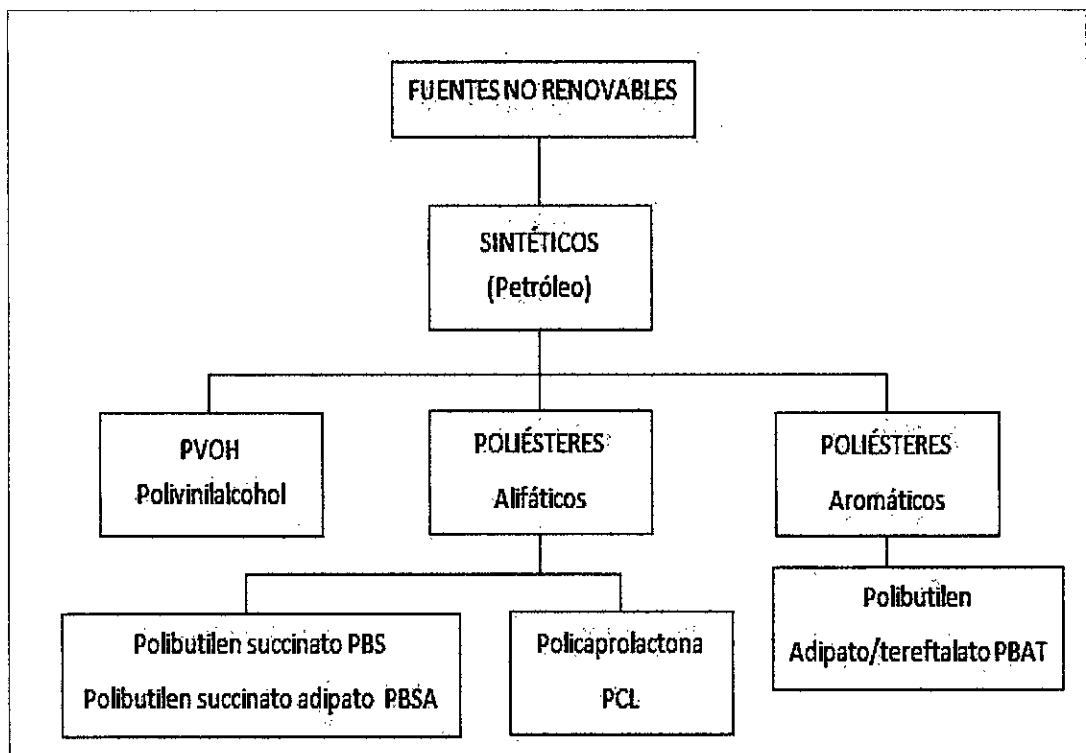 FUENTES NO RENOVABLES
SINTÉTICOS
(Petróleo)
PVOH
Polivinilalcohol
POLIÉSTERES
Alifáticos
POLIÉSTERES
Aromáticos
Polibutilen succinato PBS
Polibutilen succinato adipato PBSA
Policaprolactona
PCL
Polibutilen
Adipato/tereftalato PBAT